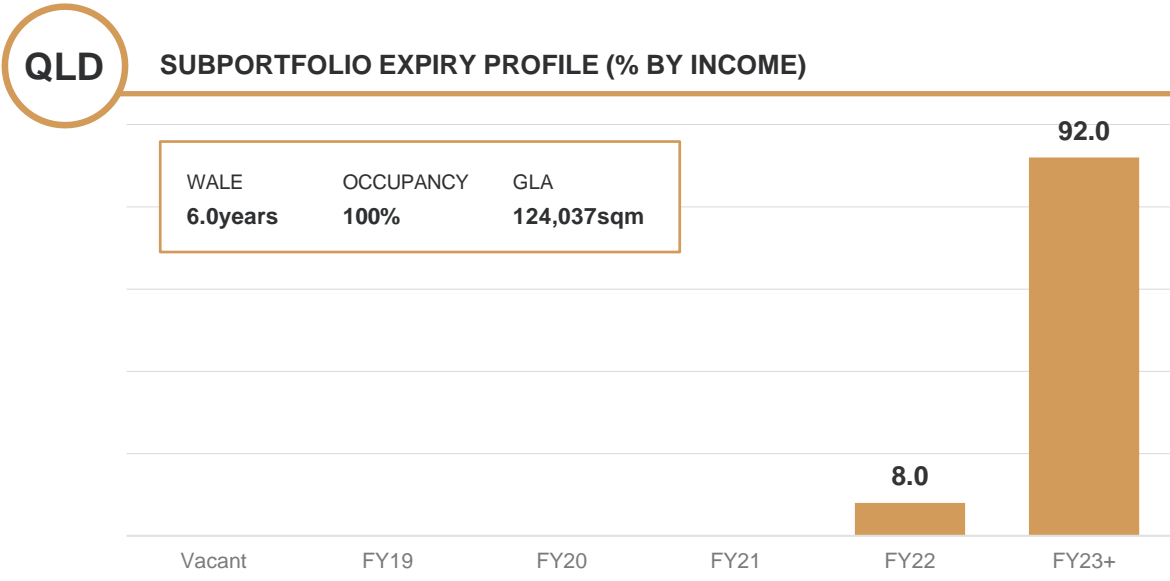 QLD
SUBPORTFOLIO EXPIRY PROFILE (% BY INCOME)
WALE OCCUPANCY GLA
6.0years 100% 124,037sqm
92.0
8.0
Vacant FY19 FY20 FY21 FY22 FY23+